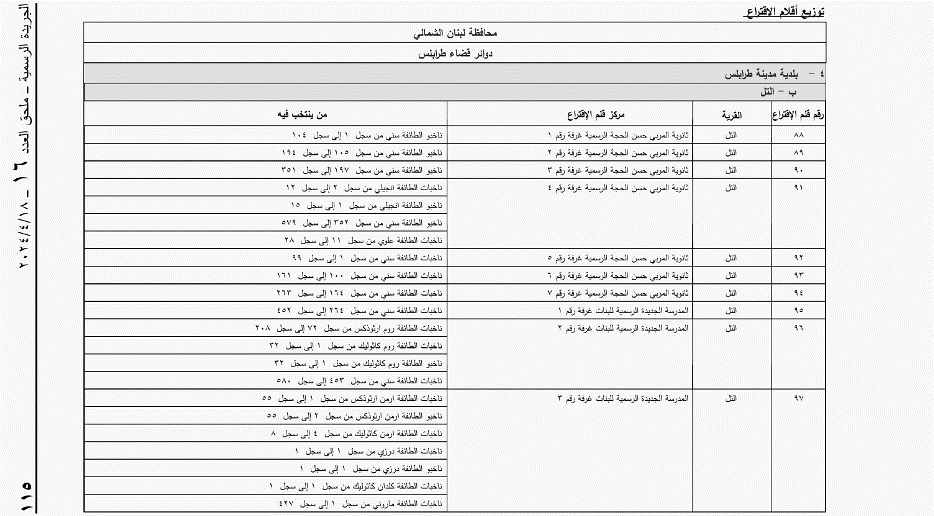 توزيع أقلام الإقتراع
محافظة لبنان الشمالي
دوائر قضاء طرابلس
٤ - بلدية مدينة طرابلس
ب - التل
رقم قلم الإقتراع القرية مركز قلم الإقتراع من ينتخب فيه
٨٨ التل ثانوية المربي حسن الحجة الرسمية غرفة رقم ١ ناخبو الطائفة سني من سجل ١ إلى سجل ١٠٤
٨٩ التل ثانوية المربي حسن الحجة الرسمية غرفة رقم ٢ ناخبو الطائفة سني من سجل ١٠٥ إلى سجل ١٩٤
٩٠ التل ثانوية المربي حسن الحجة الرسمية غرفة رقم ٣ ناخبو الطائفة سني من سجل ١٩٧ إلى سجل ٣٥١
٩١ التل ثانوية المربي حسن الحجة الرسمية غرفة رقم ٤ ناخبات الطائفة انجيلي من سجل ٢ إلى سجل ١٢
ناخبو الطائفة انجيلي من سجل ١ إلى سجل ١٥
ناخبو الطائفة سني من سجل ٣٥٢ إلى سجل ٥٧٩
ناخبات الطائفة علوي من سجل ١١ إلى سجل ٢٨
٩٢ التل ثانوية المربي حسن الحجة الرسمية غرفة رقم ٥ ناخبات الطائفة سني من سجل ١ إلى سجل ٩٩
٩٣ التل ثانوية المربي حسن الحجة الرسمية غرفة رقم ٦ ناخبات الطائفة سني من سجل ١٠٠ إلى سجل ١٦١
٩٤ التل ثانوية المربي حسن الحجة الرسمية غرفة رقم ٧ ناخبات الطائفة سني من سجل ١٦٤ إلى سجل ٢٦٣
٩٥ التل المدرسة الجديدة الرسمية للبنات غرفة رقم ١ ناخبات الطائفة سني من سجل ٢٦٤ إلى سجل ٤٥٢
٩٦ التل المدرسة الجديدة الرسمية للبنات غرفة رقم ٢ ناخبات الطائفة روم ارثوذكس من سجل ٧٢ إلى سجل ٢٠٨
ناخبات الطائفة روم كاثوليك من سجل ١ إلى سجل ٣٢
ناخبو الطائفة روم كاثوليك من سجل ١ إلى سجل ٣٢
ناخبات الطائفة سني من سجل ٤٥٣ إلى سجل ٥٨٠
٩٧ التل المدرسة الجديدة الرسمية للبنات غرفة رقم ٣ ناخبات الطائفة ارمن ارثوذكس من سجل ١ إلى سجل ٥٥
ناخبو الطائفة ارمن ارثوذكس من سجل ٢ إلى سجل ٥٥
ناخبات الطائفة ارمن كاثوليك من سجل ٤ إلى سجل ٨
ناخبات الطائفة درزي من سجل ١ إلى سجل ١
ناخبو الطائفة درزي من سجل ١ إلى سجل ١
ناخبات الطائفة كلدان كاثوليك من سجل ١ إلى سجل ١
ناخبات الطائفة ماروني من سجل ١ إلى سجل ٤٢٧
الجريدة الرسمية – ملحق العدد ١٦ – ٢٠٢٤/٤/١٨
١١٥